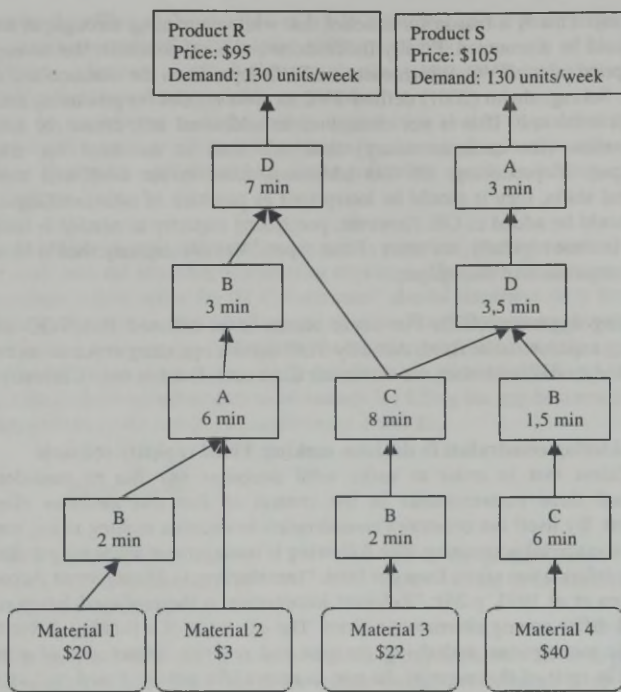 Product R
Price: $95
Demand: 130 units/week
Product S
Price: $105
Demand: 130 units/week
D
7 min
A
3 min
B
3 min
D
3,5 min
A
6 min
C
8 min
B
1,5 min
B
2 min
B
2 min
C
6 min
Material 1
$20
Material 2
$3
Material 3
$22
Material 4
$40